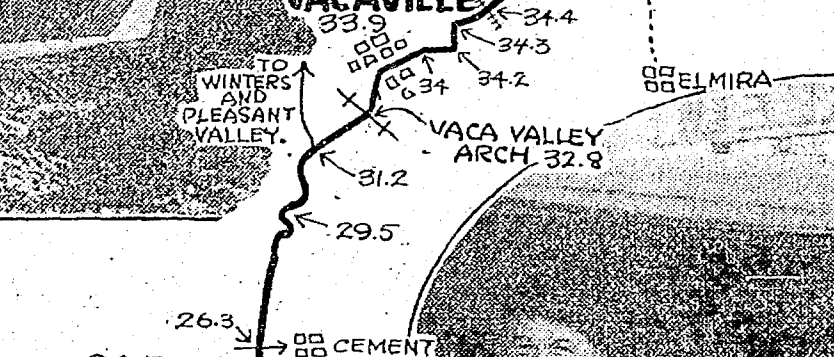 VACAVILLE
33.9
34.4
34.3
34.2
34
TO
WINTERS
AND
PLEASANT
VALLEY.
ELMIRA
VACA VALLEY
ARCH 32.8
31.2
29.5
26.3
CEMENT